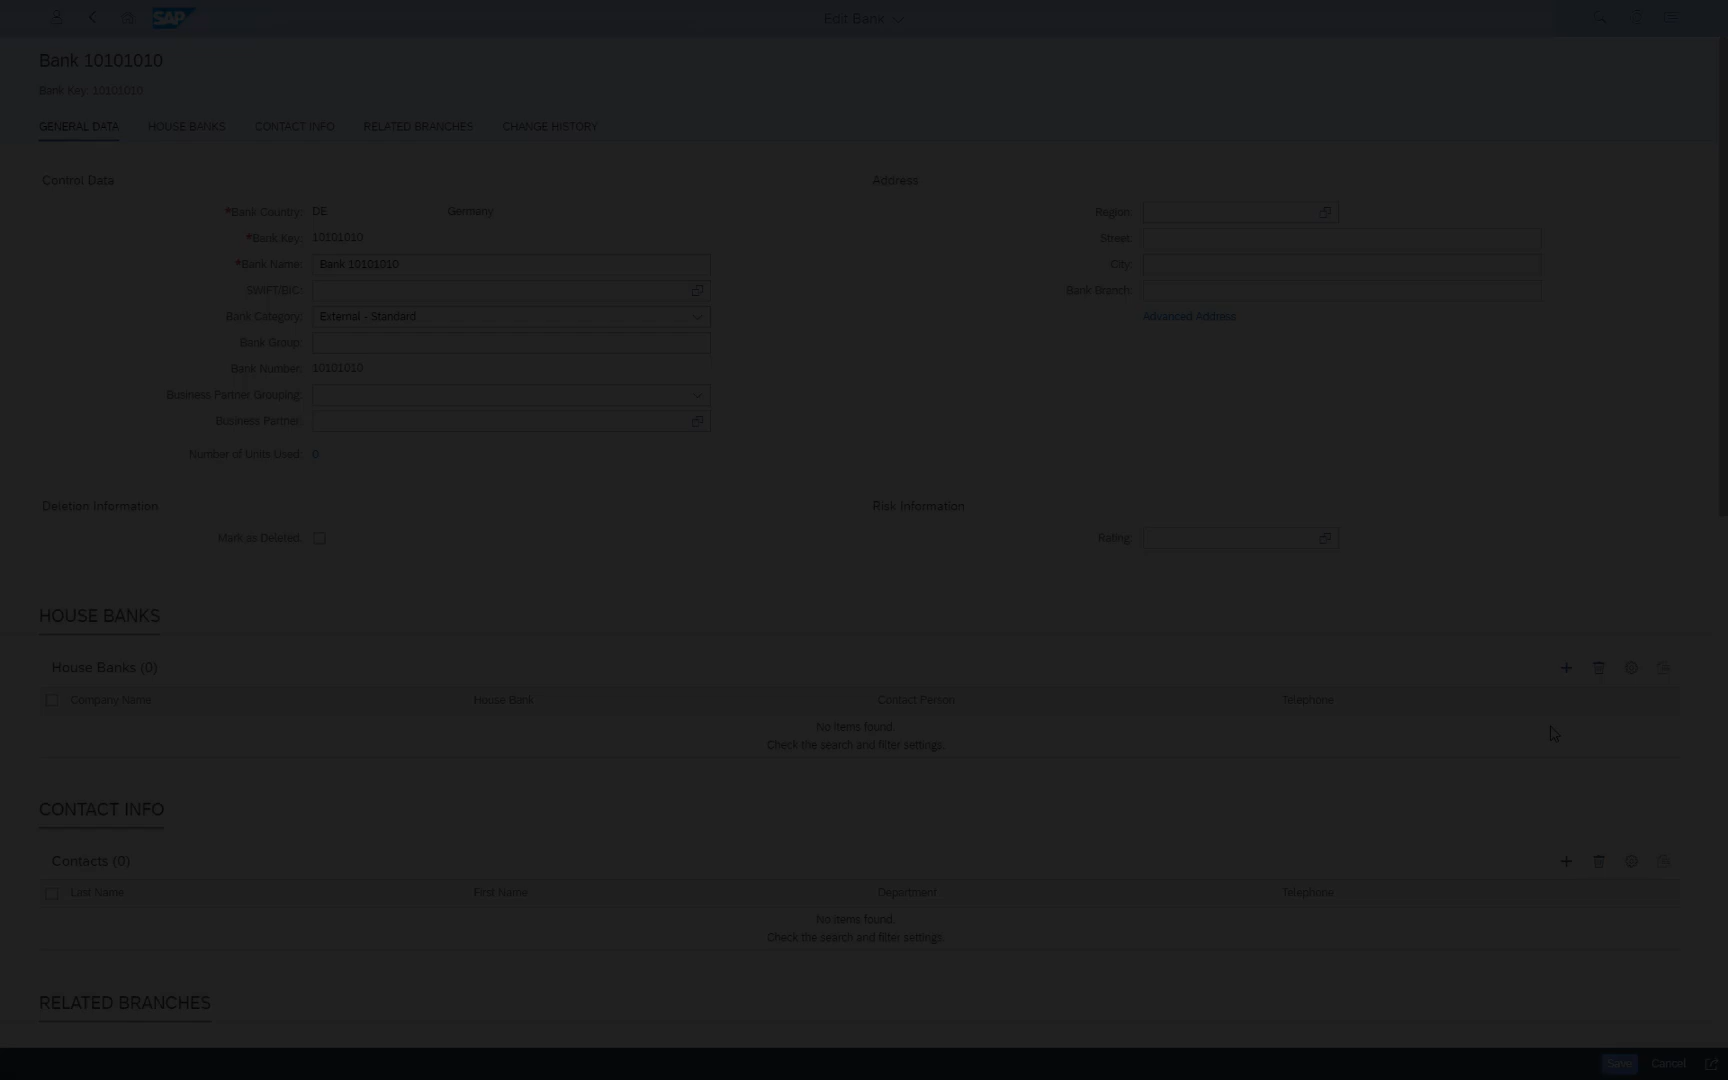 SAP
Edit Bank
Bank 10101010
Bank Key: 10101010
GENERAL DATA
HOUSE BANKS
CONTACT INFO
RELATED BRANCHES
CHANGE HISTORY
Control Data
*Bank Country: DE Germany
*Bank Key: 10101010
*Bank Name: Bank 10101010
SWIFT/BIC:
Bank Category: External - Standard
Bank Group:
Bank Number: 10101010
Business Partner Grouping:
Business Partner:
Number of Units Used: 0
Address
Region:
Street:
City:
Bank Branch:
Advanced Address
Deletion Information
Mark as Deleted:
Risk Information
Rating:
HOUSE BANKS
House Banks (0)
Company Name House Bank Contact Person Telephone
No items found.
Check the search and filter settings.
CONTACT INFO
Contacts (0)
Last Name First Name Department Telephone
No items found.
Check the search and filter settings.
RELATED BRANCHES
Save Cancel